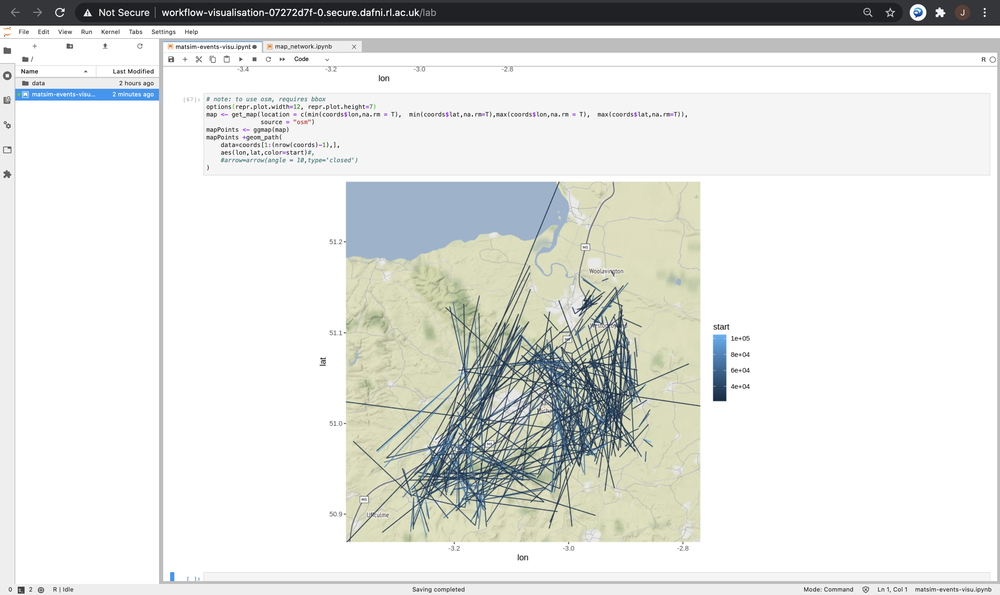 Not Secure workflow-visualisation-07272d7f-0.secure.dafni.rl.ac.uk/lab
J
File Edit View Run Kernel Tabs Settings Help
matsim-events-visu.ipynb
map_network.ipynb
/
Code
R
Name Last Modified
data 2 hours ago
matsim-events-visu... 2 minutes ago
-3.4 -3.2 -3.0 -2.8
lon
[67]:
# note: to use osm, requires bbox
options(repr.plot.width=12, repr.plot.height=7)
map <- get_map(location = c(min(coords$lon,na.rm = T),  min(coords$lat,na.rm=T),max(coords$lon,na.rm = T),  max(coords$lat,na.rm=T)),
source = "osm")
mapPoints <- ggmap(map)
mapPoints +geom_path(
data=coords[1:(nrow(coords)-1),],
aes(lon,lat,color=start)#,
#arrow=arrow(angle = 10,type='closed')
)
51.2
M5
Woolavington
Westonzoyland
51.1
M5
start
1e+05
8e+04
6e+04
4e+04
lat
51.0
M5
M5
50.9
Uffculme
-3.2 -3.0 -2.8
lon
[ ]:
0 2 R | Idle Saving completed Mode: Command Ln 1, Col 1 matsim-events-visu.ipynb